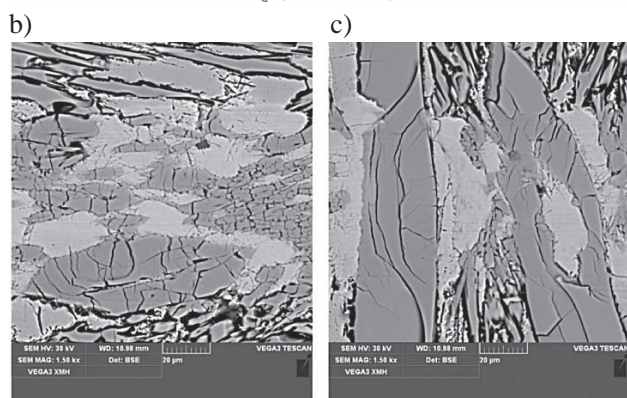 b)
c)
SEM HV: 30 kV WD: 10.98 mm VEGA3 TESCAN
SEM MAG: 1.50 kx Det: BSE 20 µm
VEGA3 XMH
SEM HV: 30 kV WD: 10.98 mm VEGA3 TESCAN
SEM MAG: 1.50 kx Det: BSE 20 µm
VEGA3 XMH